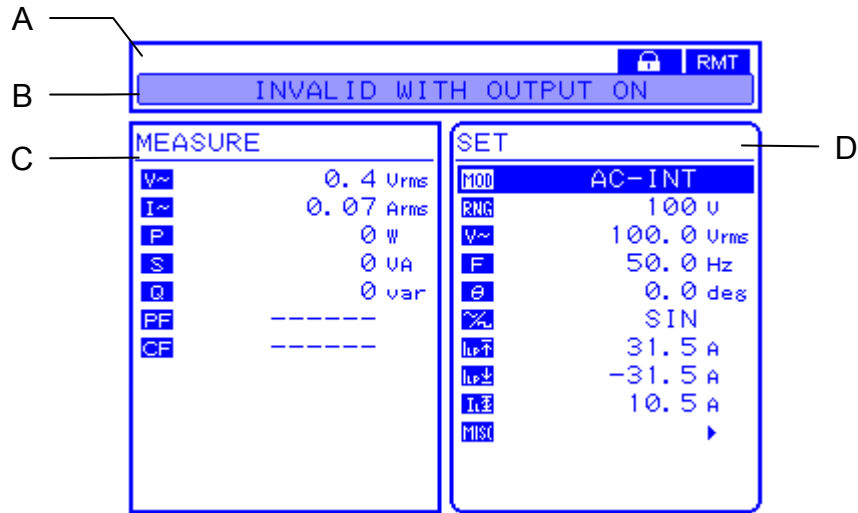 A
RMT
B
INVALID WITH OUTPUT ON
C
MEASURE
V~ 0.4 Vrms
I~ 0.07 Arms
P 0 W
S 0 VA
Q 0 var
PF ------
CF ------
D
SET
MOD AC-INT
RNG 100 V
V~ 100.0 Vrms
F 50.0 Hz
θ 0.0 deg
SIN
31.5 A
-31.5 A
10.5 A
MISC